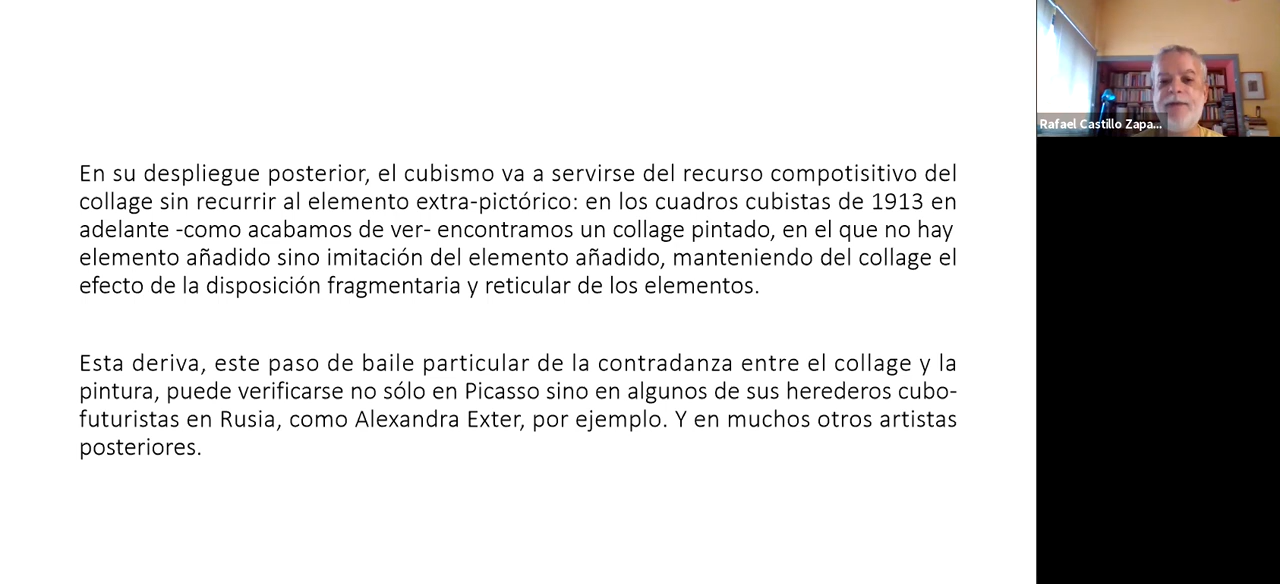 En su despliegue posterior, el cubismo va a servirse del recurso compotisitivo del
collage sin recurrir al elemento extra-pictórico: en los cuadros cubistas de 1913 en
adelante -como acabamos de ver- encontramos un collage pintado, en el que no hay
elemento añadido sino imitación del elemento añadido, manteniendo del collage el
efecto de la disposición fragmentaria y reticular de los elementos.
Esta deriva, este paso de baile particular de la contradanza entre el collage y la
pintura, puede verificarse no sólo en Picasso sino en algunos de sus herederos cubo-
futuristas en Rusia, como Alexandra Exter, por ejemplo. Y en muchos otros artistas
posteriores.
Rafael Castillo Zapa...